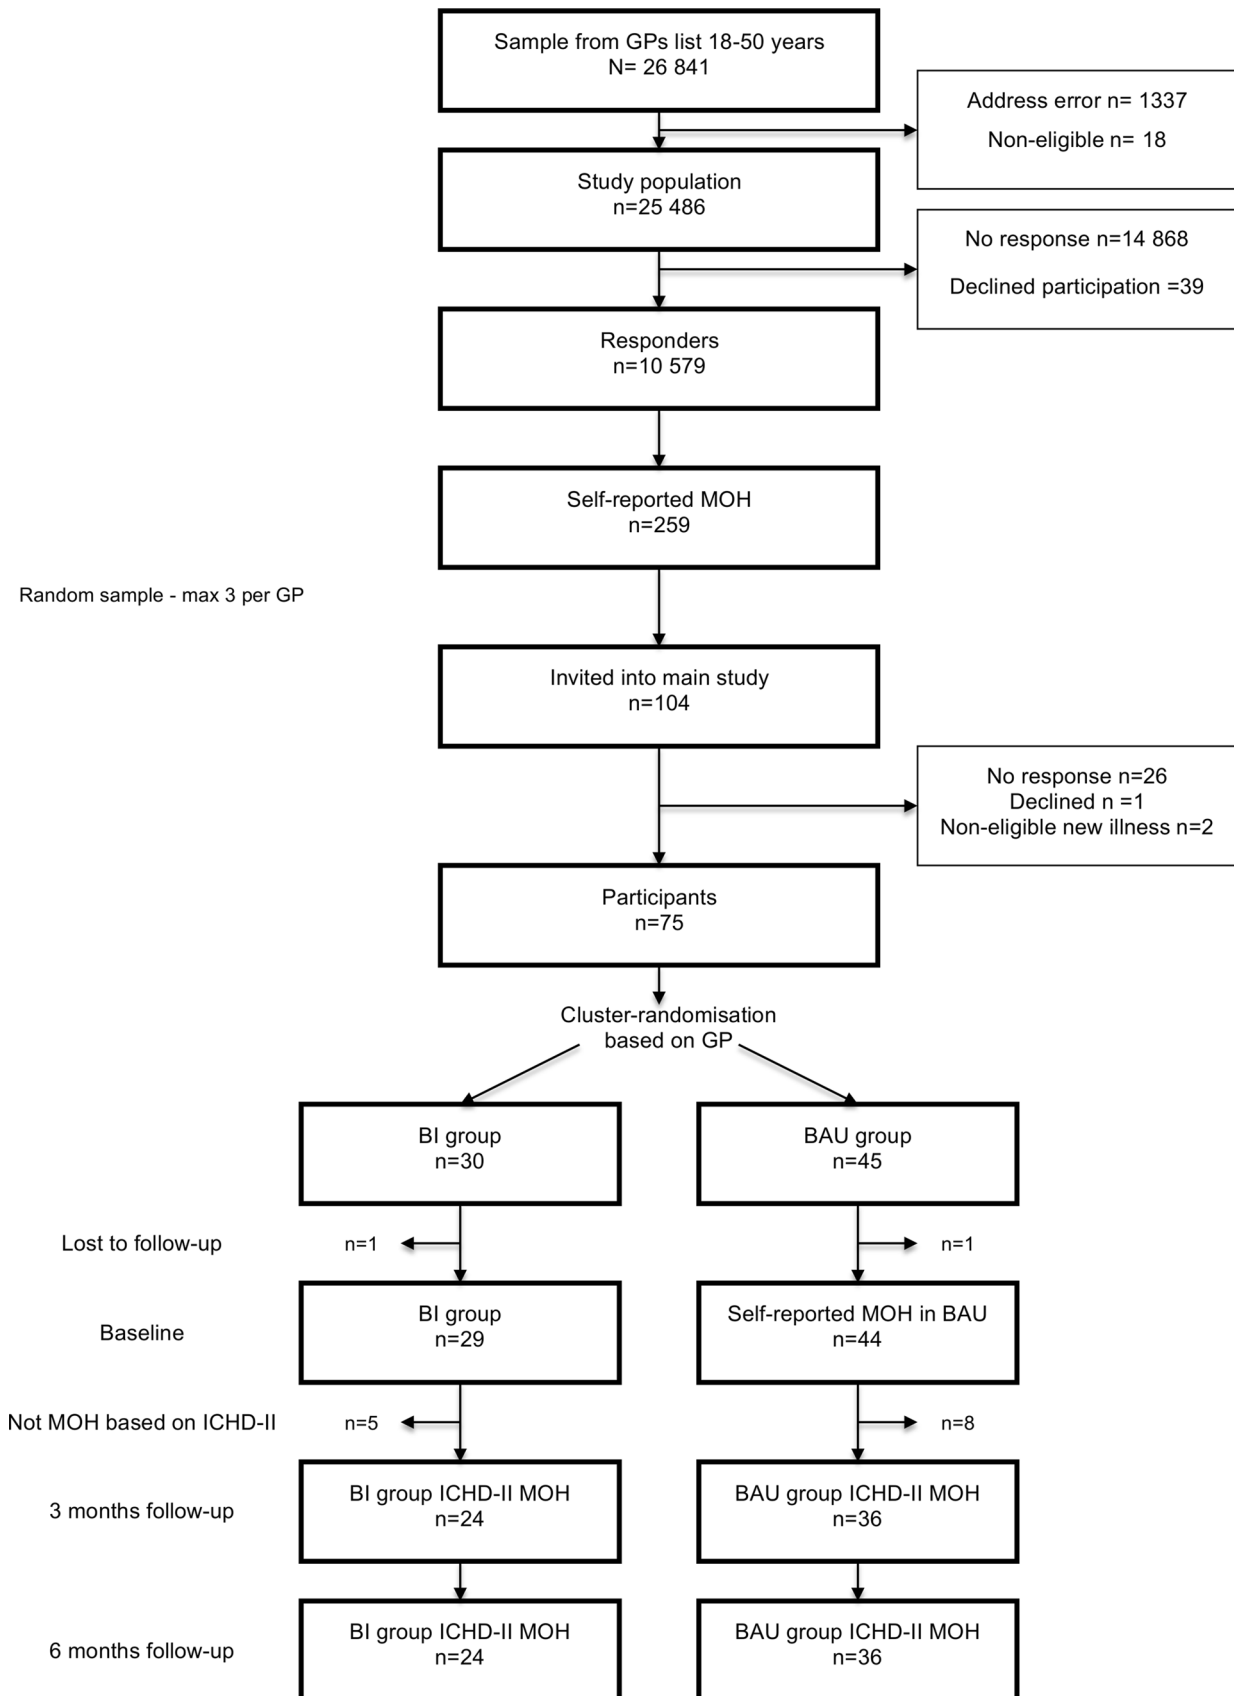 Sample from GPs list 18-50 years
N= 26 841
Address error n= 1337
Non-eligible n= 18
Study population
n=25 486
No response n=14 868
Declined participation =39
Responders
n=10 579
Self-reported MOH
n=259
Random sample - max 3 per GP
Invited into main study
n=104
No response n=26
Declined n =1
Non-eligible new illness n=2
Participants
n=75
Cluster-randomisation
based on GP
BI group
n=30
BAU group
n=45
Lost to follow-up
n=1
n=1
Baseline
BI group
n=29
Self-reported MOH in BAU
n=44
Not MOH based on ICHD-II
n=5
n=8
3 months follow-up
BI group ICHD-II MOH
n=24
BAU group ICHD-II MOH
n=36
6 months follow-up
BI group ICHD-II MOH
n=24
BAU group ICHD-II MOH
n=36